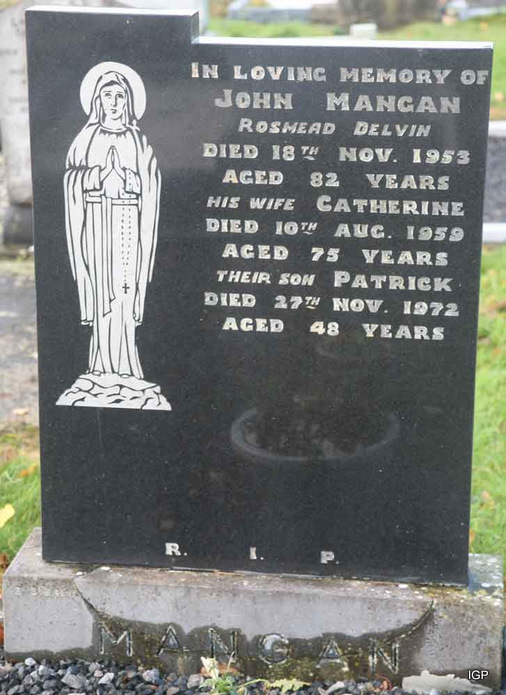 IN LOVING MEMORY OF
JOHN MANGAN
ROSMEAD DELVIN
DIED 18TH NOV. 1953
AGED 82 YEARS
HIS WIFE CATHERINE
DIED 10TH AUG. 1959
AGED 75 YEARS
THEIR SON PATRICK
DIED 27TH NOV. 1972
AGED 48 YEARS
R. I. P.
MANGAN
IGP